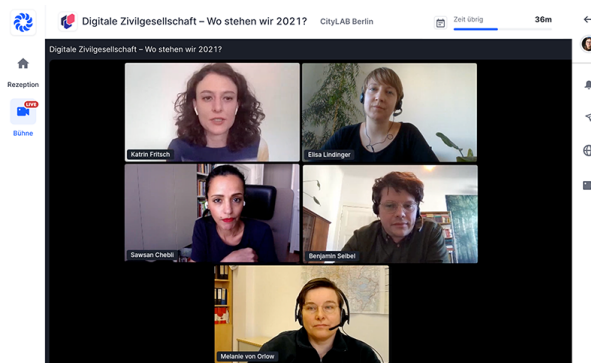 Digitale Zivilgesellschaft – Wo stehen wir 2021?
CityLAB Berlin
Zeit übrig
36m
Digitale Zivilgesellschaft – Wo stehen wir 2021?
Rezeption
LIVE
Bühne
Katrin Fritsch
Elisa Lindinger
Sawsan Chebli
Benjamin Seibel
Melanie von Orlow